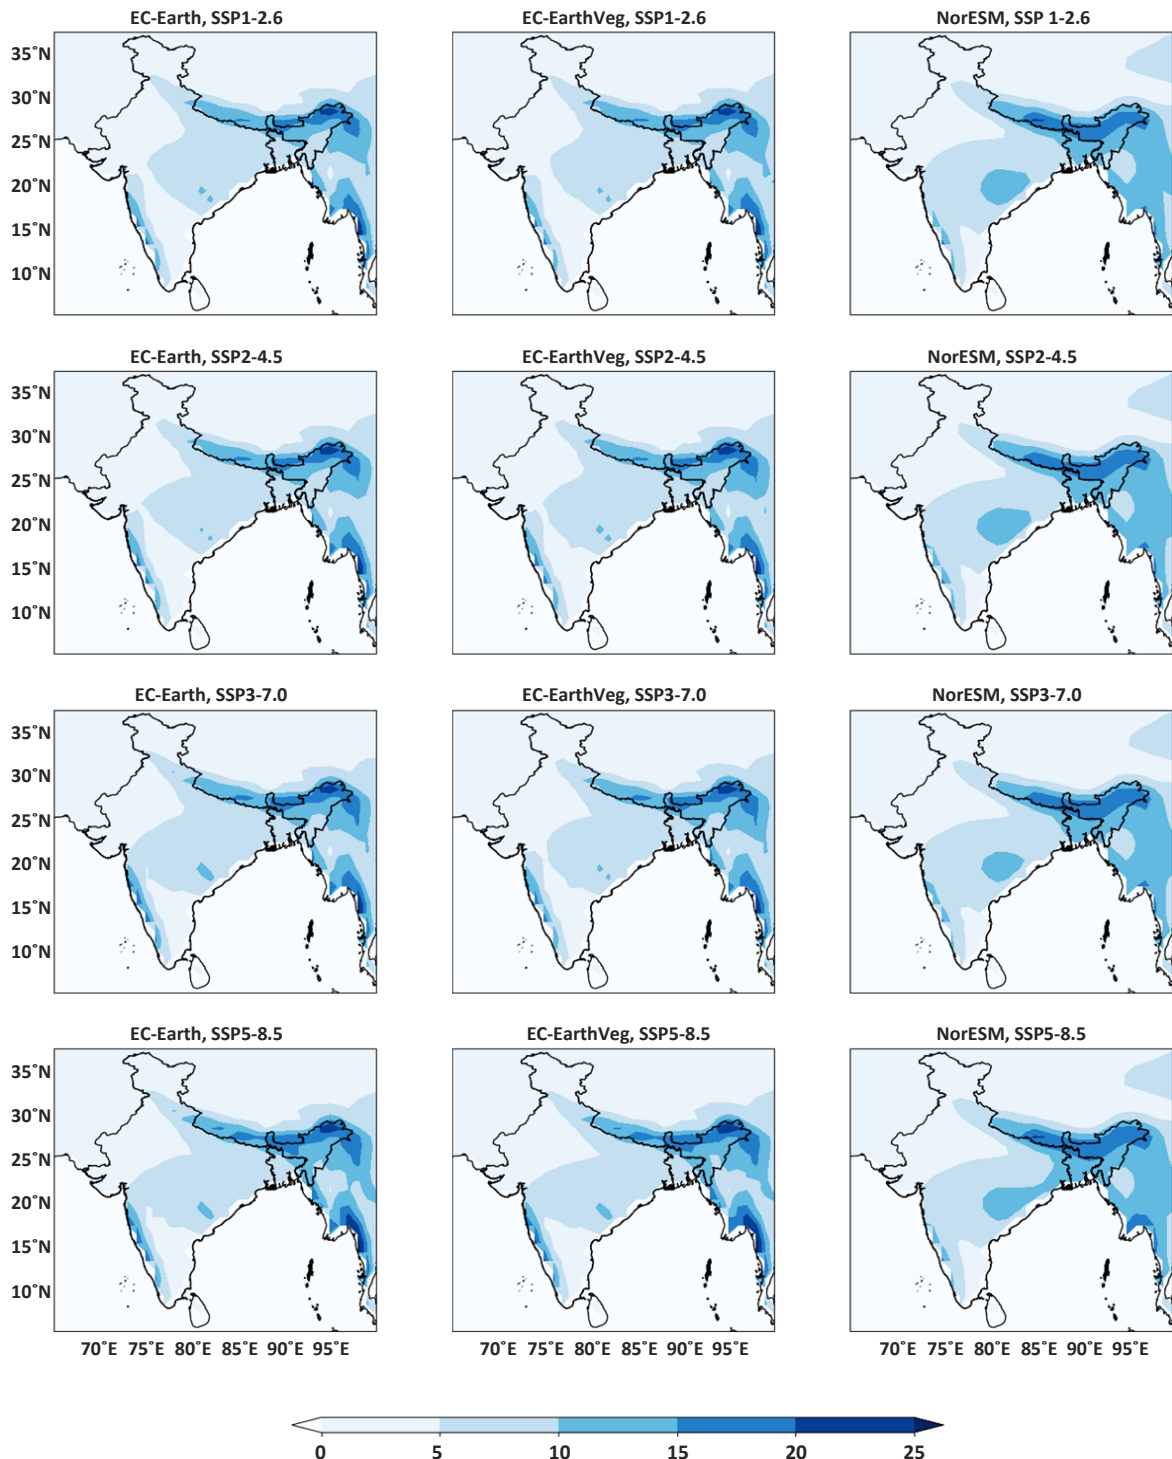 EC-Earth, SSP1-2.6 EC-EarthVeg, SSP1-2.6 NorESM, SSP 1-2.6
35˚N
30˚N
25˚N
20˚N
15˚N
10˚N
EC-Earth, SSP2-4.5 EC-EarthVeg, SSP2-4.5 NorESM, SSP2-4.5
35˚N
30˚N
25˚N
20˚N
15˚N
10˚N
EC-Earth, SSP3-7.0 EC-EarthVeg, SSP3-7.0 NorESM, SSP3-7.0
35˚N
30˚N
25˚N
20˚N
15˚N
10˚N
EC-Earth, SSP5-8.5 EC-EarthVeg, SSP5-8.5 NorESM, SSP5-8.5
35˚N
30˚N
25˚N
20˚N
15˚N
10˚N
70˚E 75˚E 80˚E 85˚E 90˚E 95˚E 70˚E 75˚E 80˚E 85˚E 90˚E 95˚E 70˚E 75˚E 80˚E 85˚E 90˚E 95˚E
0 5 10 15 20 25